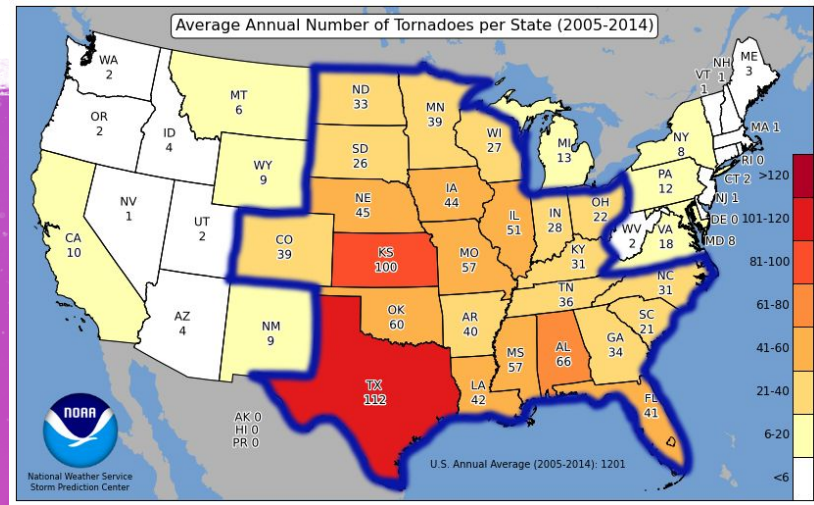 Average Annual Number of Tornadoes per State (2005-2014)
WA
2
OR
2
ID
4
MT
6
WY
9
NV
1
UT
2
CA
10
AZ
4
CO
39
NM
9
ND
33
SD
26
NE
45
KS
100
OK
60
TX
112
MN
39
IA
44
MO
57
AR
40
LA
42
WI
27
IL
51
MI
13
IN
28
OH
22
KY
31
TN
36
MS
57
AL
66
GA
34
FL
41
SC
21
NC
31
WV
2
VA
18
PA
12
NY
8
VT
1
NH
1
ME
3
MA 1
RI 0
CT 2
NJ 1
DE 0
MD 8
AK 0
HI 0
PR 0
>120
101-120
81-100
61-80
41-60
21-40
6-20
<6
NOAA
National Weather Service
Storm Prediction Center
U.S. Annual Average (2005-2014): 1201